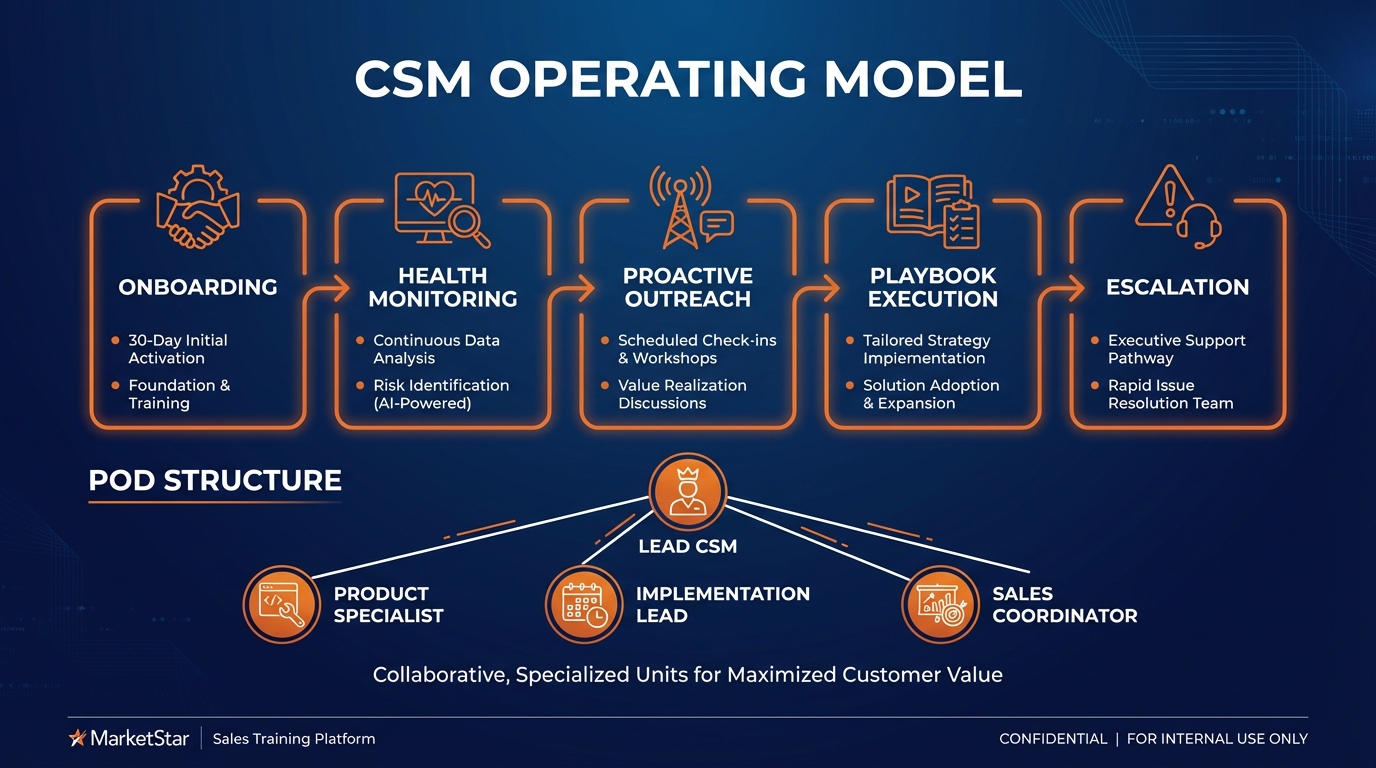 CSM OPERATING MODEL
ONBOARDING
30-Day Initial
Activation
Foundation &
Training
HEALTH
MONITORING
Continuous Data
Analysis
Risk Identification
(AI-Powered)
PROACTIVE
OUTREACH
Scheduled Check-ins
& Workshops
Value Realization
Discussions
PLAYBOOK
EXECUTION
Tailored Strategy
Impiementation
Solution Adoption
& Expansion
ESCALATION
Executive Support
Pathway
Rapid Issue
Resolution Team
POD STRUCTURE
LEAD CSM
PRODUCT
SPECIALIST
IMPLEMENTATION
LEAD
SALES
COORDINATOR
Collaborative, Specialized Units for Maximized Customer Value
MarketStar | Sales Training Platform
CONFIDENTIAL | FOR INTERNAL USE ONLY